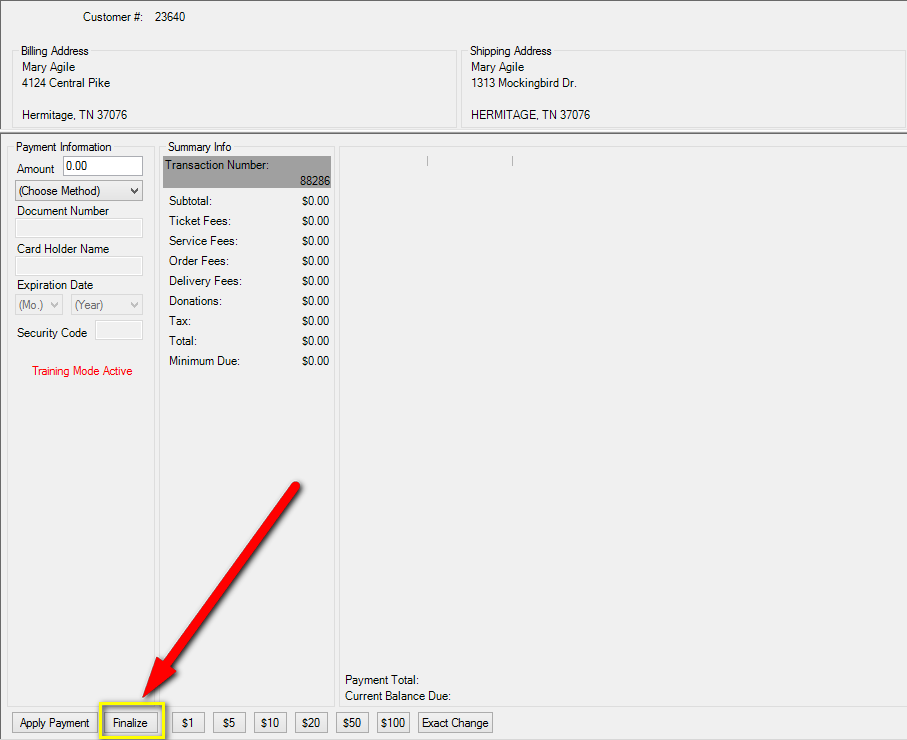 Customer #: 23640
Billing Address
Mary Agile
4124 Central Pike
Hermitage, TN 37076
Shipping Address
Mary Agile
1313 Mockingbird Dr.
HERMITAGE, TN 37076
Payment Information
Amount 0.00
(Choose Method)
Document Number
Card Holder Name
Expiration Date
(Mo.) (Year)
Security Code
Training Mode Active
Summary Info
Transaction Number:
88286
Subtotal: $0.00
Ticket Fees: $0.00
Service Fees: $0.00
Order Fees: $0.00
Delivery Fees: $0.00
Donations: $0.00
Tax: $0.00
Total: $0.00
Minimum Due: $0.00
Payment Total:
Current Balance Due:
Apply Payment Finalize $1 $5 $10 $20 $50 $100 Exact Change